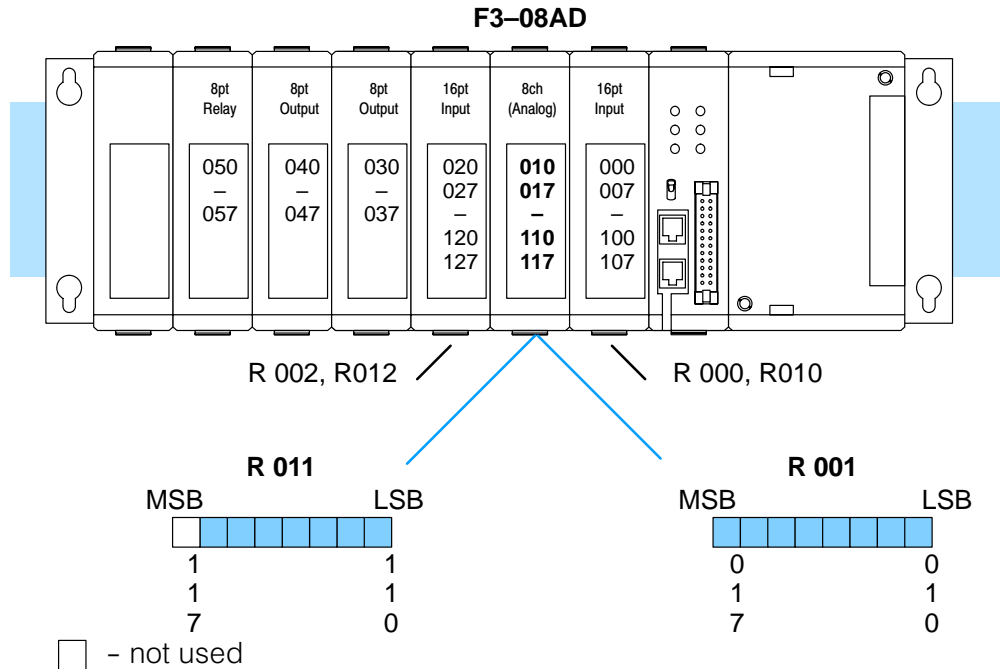 F3–08AD
8pt Relay
050
–
057
8pt Output
040
–
047
8pt Output
030
–
037
16pt Input
020
027
–
120
127
8ch (Analog)
010
017
–
110
117
16pt Input
000
007
–
100
107
R 002, R012
R 000, R010
R 011
MSB LSB
1 1
1 1
7 0
R 001
MSB LSB
0 0
1 1
7 0
– not used